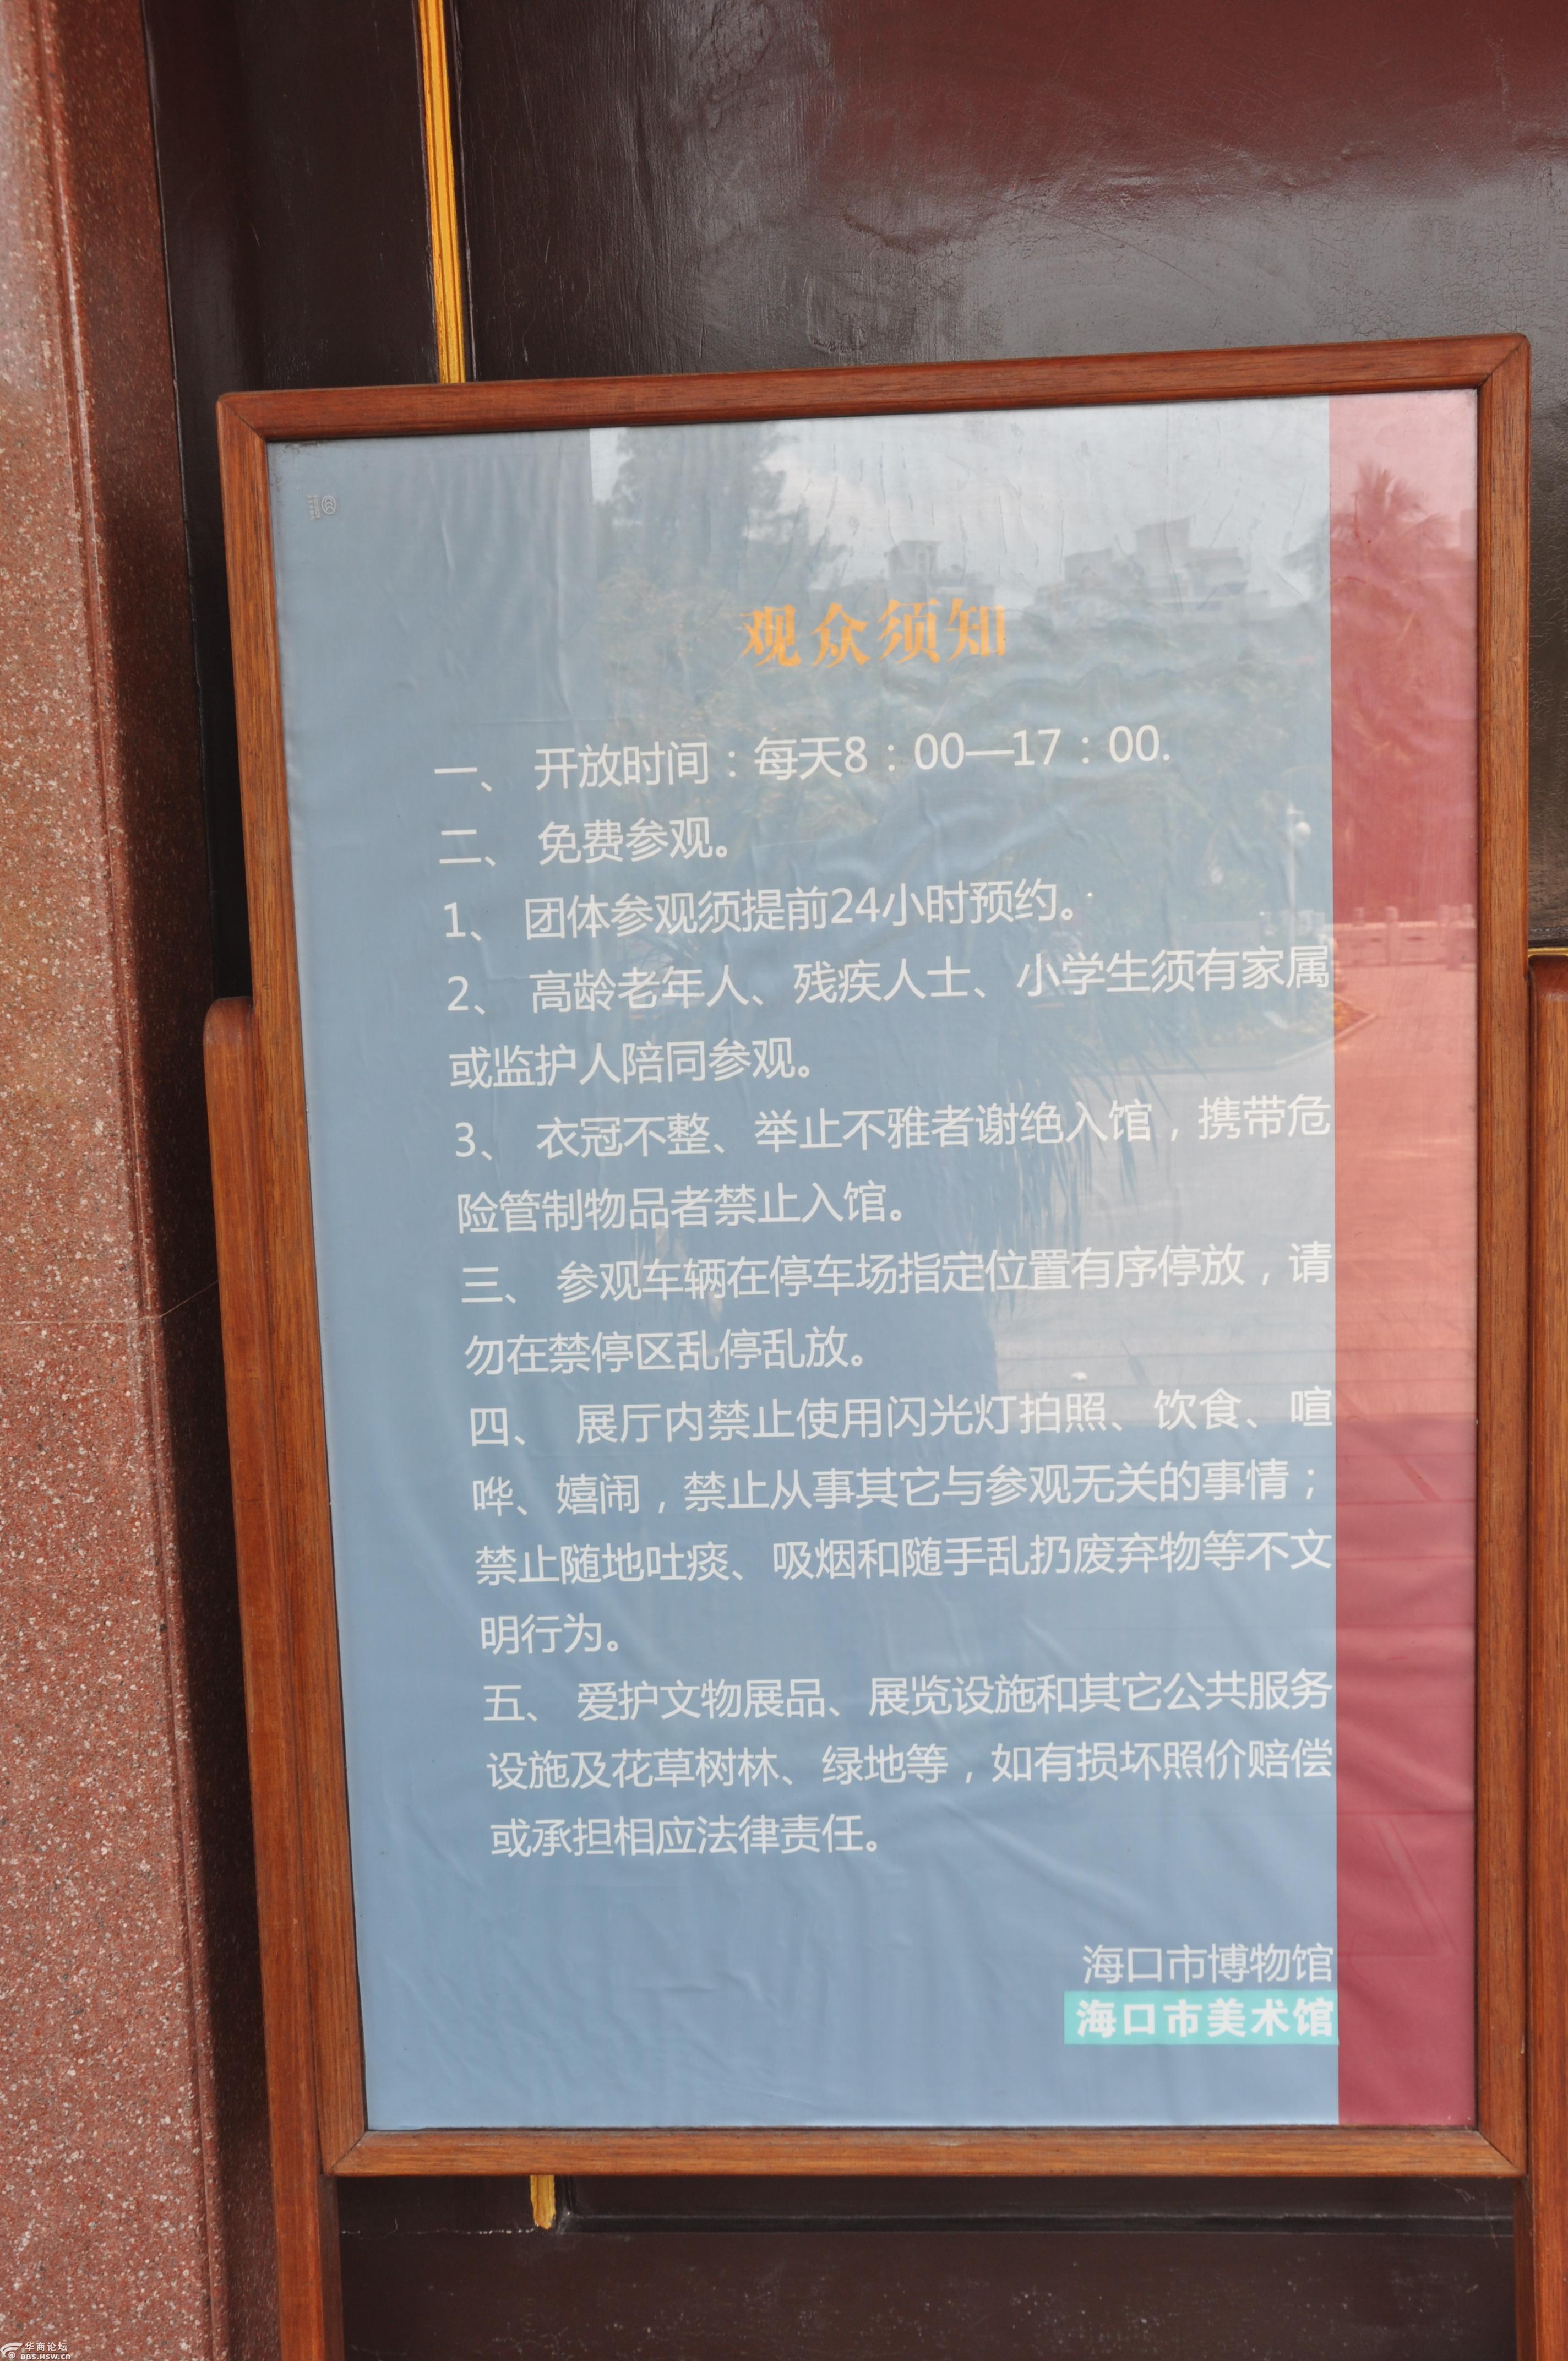 观众须知
一、 开放时间：每天8：00—17：00.
二、 免费参观。
1、 团体参观须提前24小时预约。
2、 高龄老年人、残疾人士、小学生须有家属
或监护人陪同参观。
3、 衣冠不整、举止不雅者谢绝入馆，携带危
险管制物品者禁止入馆。
三、 参观车辆在停车场指定位置有序停放，请
勿在禁停区乱停乱放。
四、 展厅内禁止使用闪光灯拍照、饮食、喧
哗、嬉闹，禁止从事其它与参观无关的事情；
禁止随地吐痰、吸烟和随手乱扔废弃物等不文
明行为。
五、 爱护文物展品、展览设施和其它公共服务
设施及花草树林、绿地等，如有损坏照价赔偿
或承担相应法律责任。
海口市博物馆
海口市美术馆
华商论坛
BBS.HSW.CN